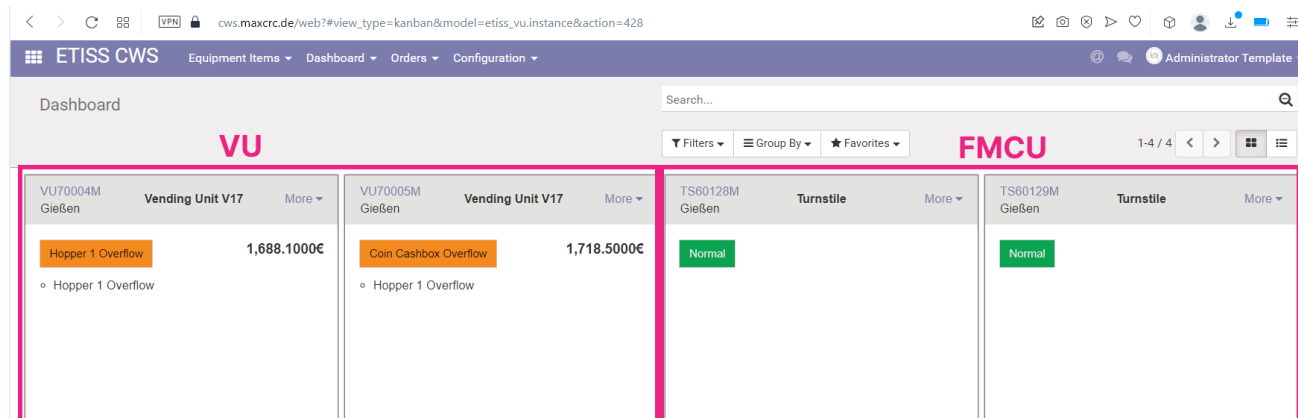 VPN cws.maxcrc.de/web?#view_type=kanban&model=etiss_vu.instance&action=428
ETISS CWS Equipment Items Dashboard Orders Configuration @ Administrator Template
Dashboard
Search...
VU
Filters Group By Favorites
FMCU
1-4 / 4
VU70004M
Gießen
Vending Unit V17
More
Hopper 1 Overflow
1,688.1000€
Hopper 1 Overflow
VU70005M
Gießen
Vending Unit V17
More
Coin Cashbox Overflow
1,718.5000€
Hopper 1 Overflow
TS60128M
Gießen
Turnstile
More
Normal
TS60129M
Gießen
Turnstile
More
Normal